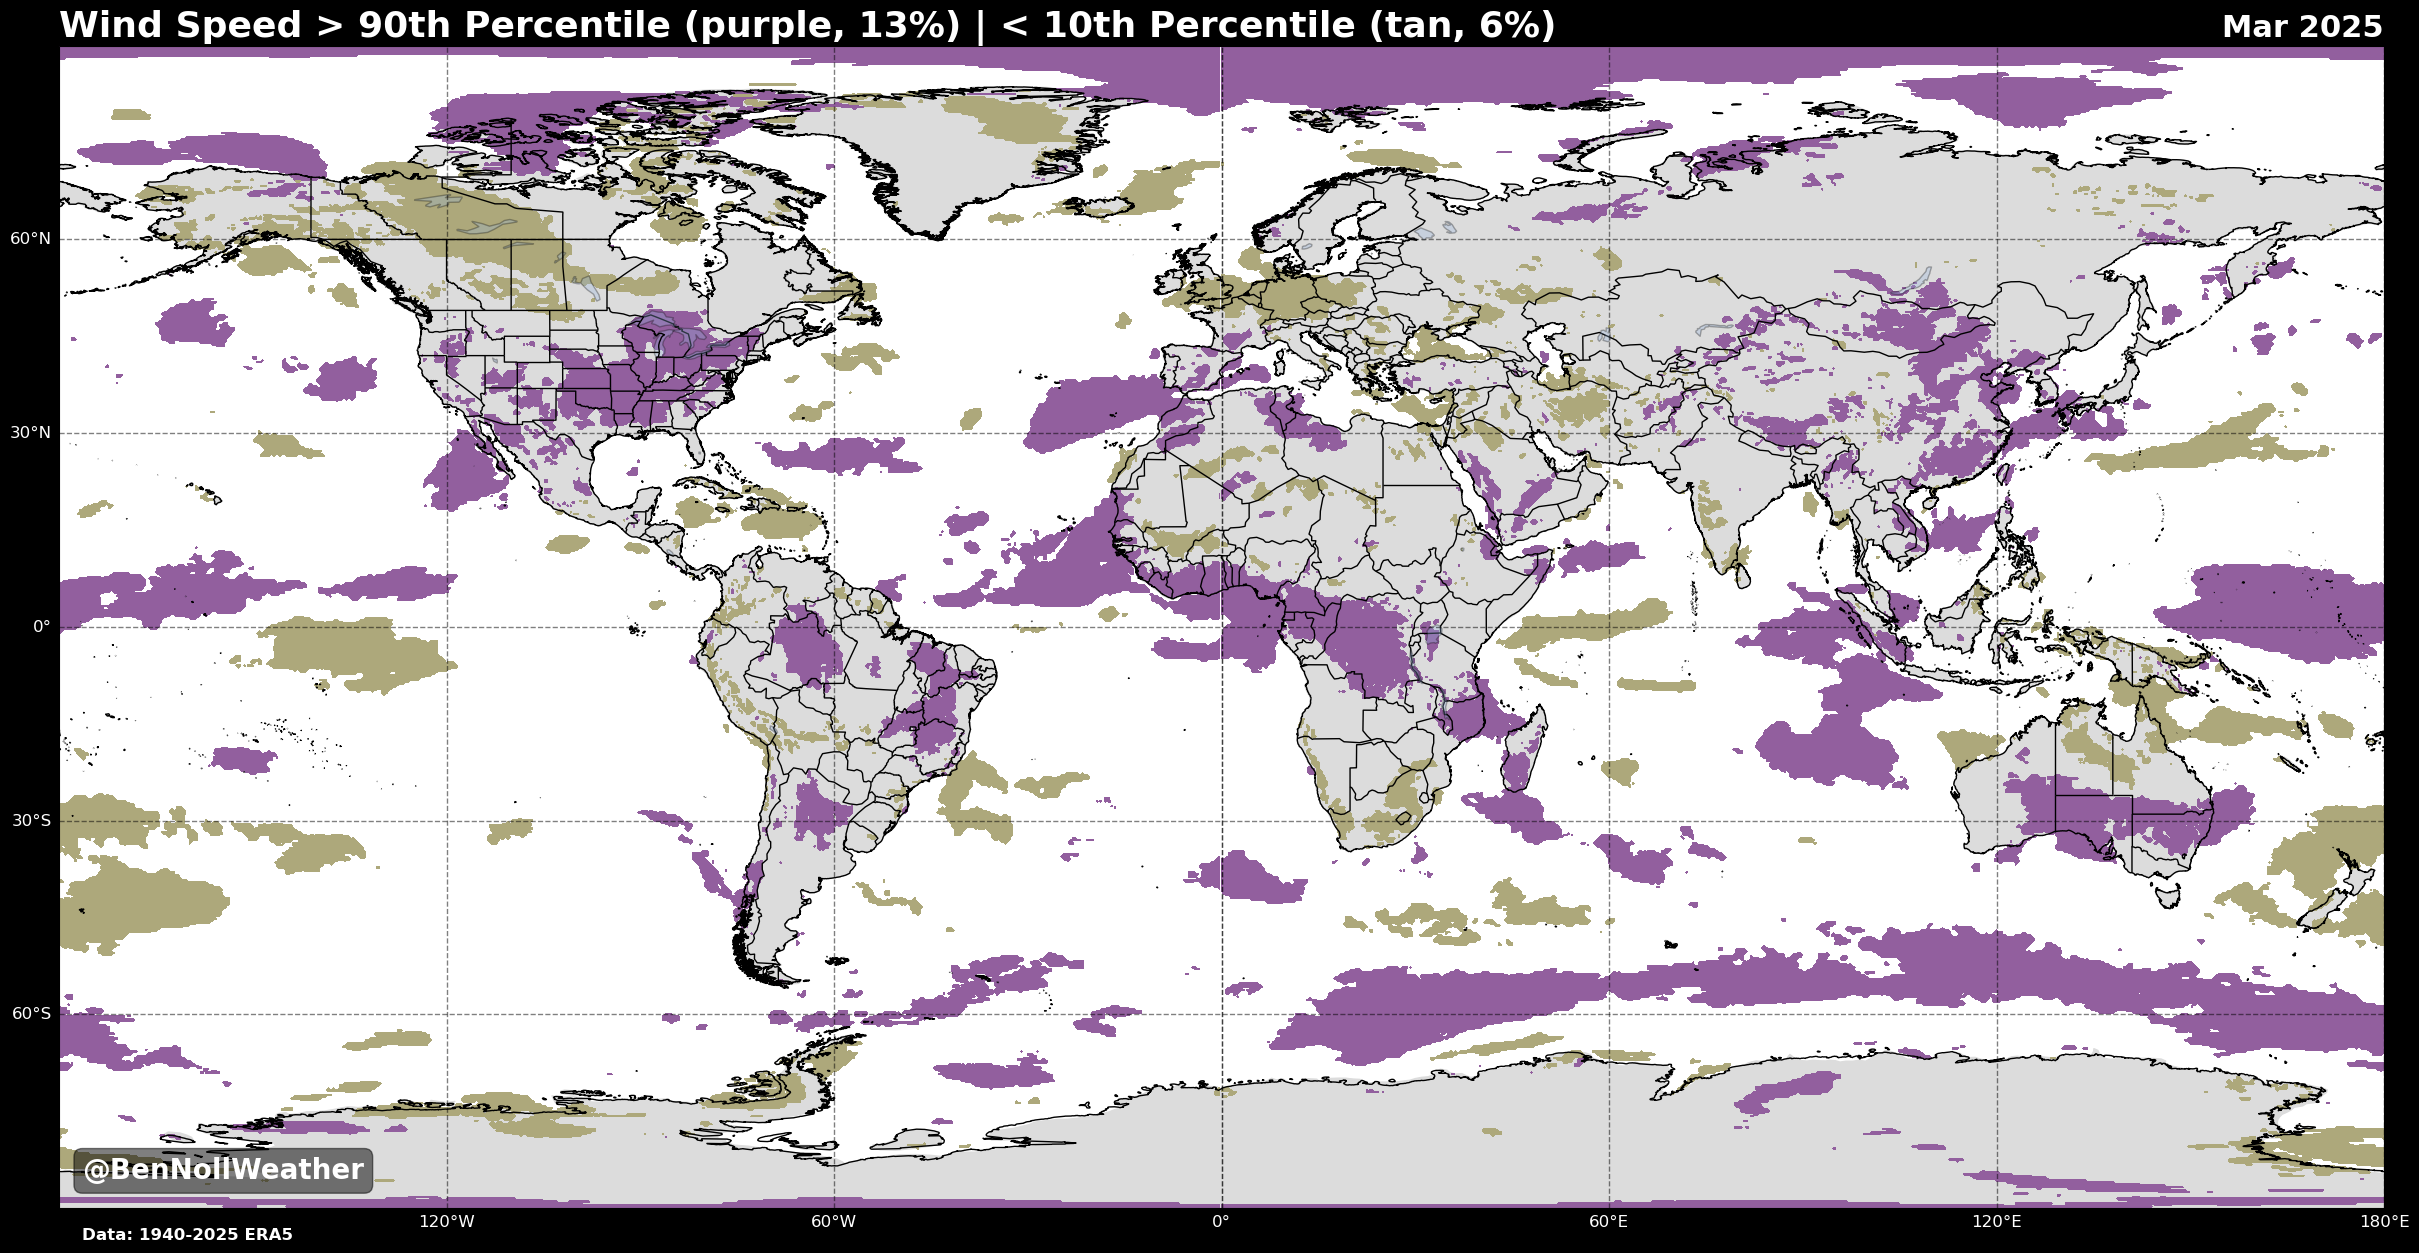 Wind Speed > 90th Percentile (purple, 13%) | < 10th Percentile (tan, 6%)
Mar 2025
60°N
30°N
0°
30°S
60°S
@BenNollWeather
120°W
60°W
0°
60°E
120°E
180°E
Data: 1940-2025 ERA5